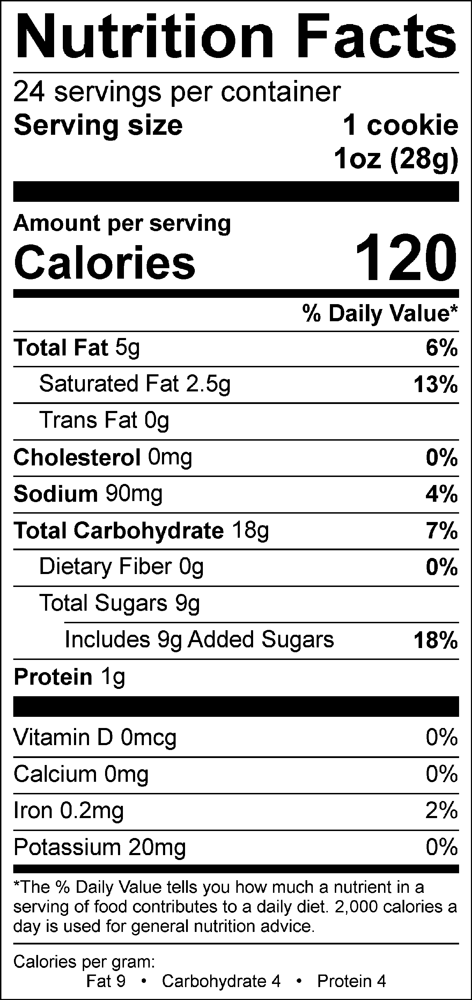 Nutrition Facts
24 servings per container
Serving size 1 cookie
1oz (28g)
Amount per serving
Calories 120
% Daily Value*
Total Fat 5g 6%
Saturated Fat 2.5g 13%
Trans Fat 0g
Cholesterol 0mg 0%
Sodium 90mg 4%
Total Carbohydrate 18g 7%
Dietary Fiber 0g 0%
Total Sugars 9g
Includes 9g Added Sugars 18%
Protein 1g
Vitamin D 0mcg 0%
Calcium 0mg 0%
Iron 0.2mg 2%
Potassium 20mg 0%
*The % Daily Value tells you how much a nutrient in a
serving of food contributes to a daily diet. 2,000 calories a
day is used for general nutrition advice.
Calories per gram:
Fat 9 • Carbohydrate 4 • Protein 4